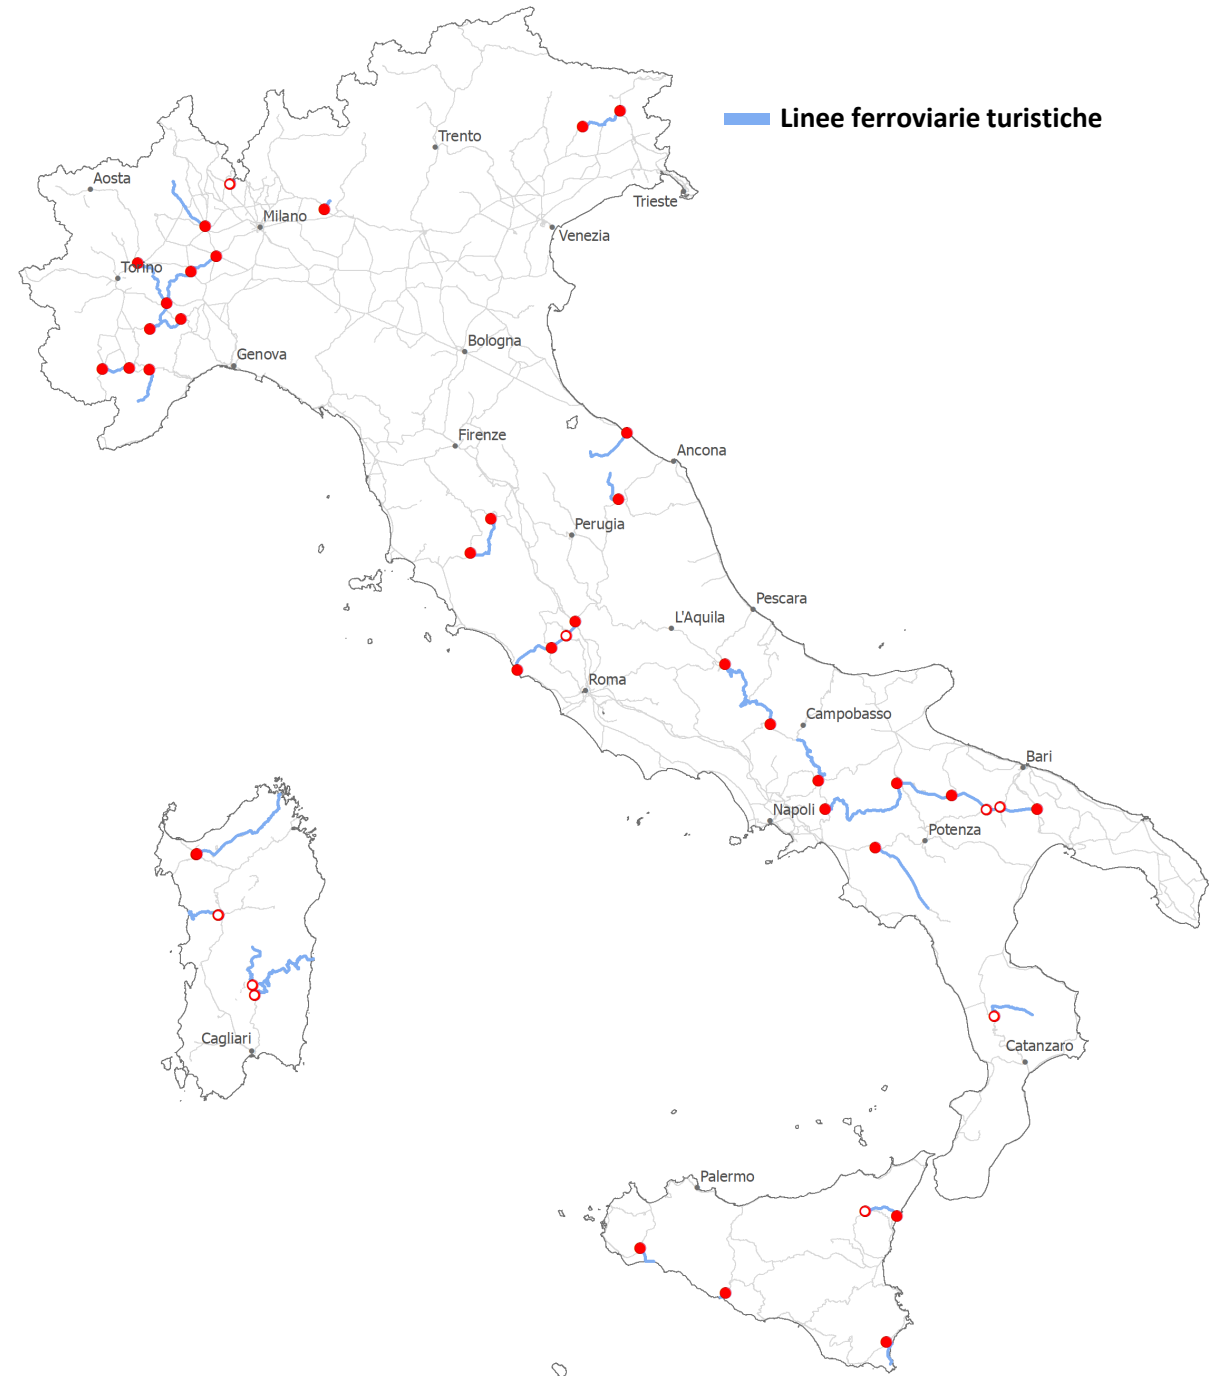 Linee ferroviarie turistiche
Trento
Aosta
Trieste
Milano
Venezia
Torino
Bologna
Genova
Firenze
Ancona
Perugia
Pescara
L'Aquila
Roma
Campobasso
Bari
Napoli
Potenza
Cagliari
Catanzaro
Palermo